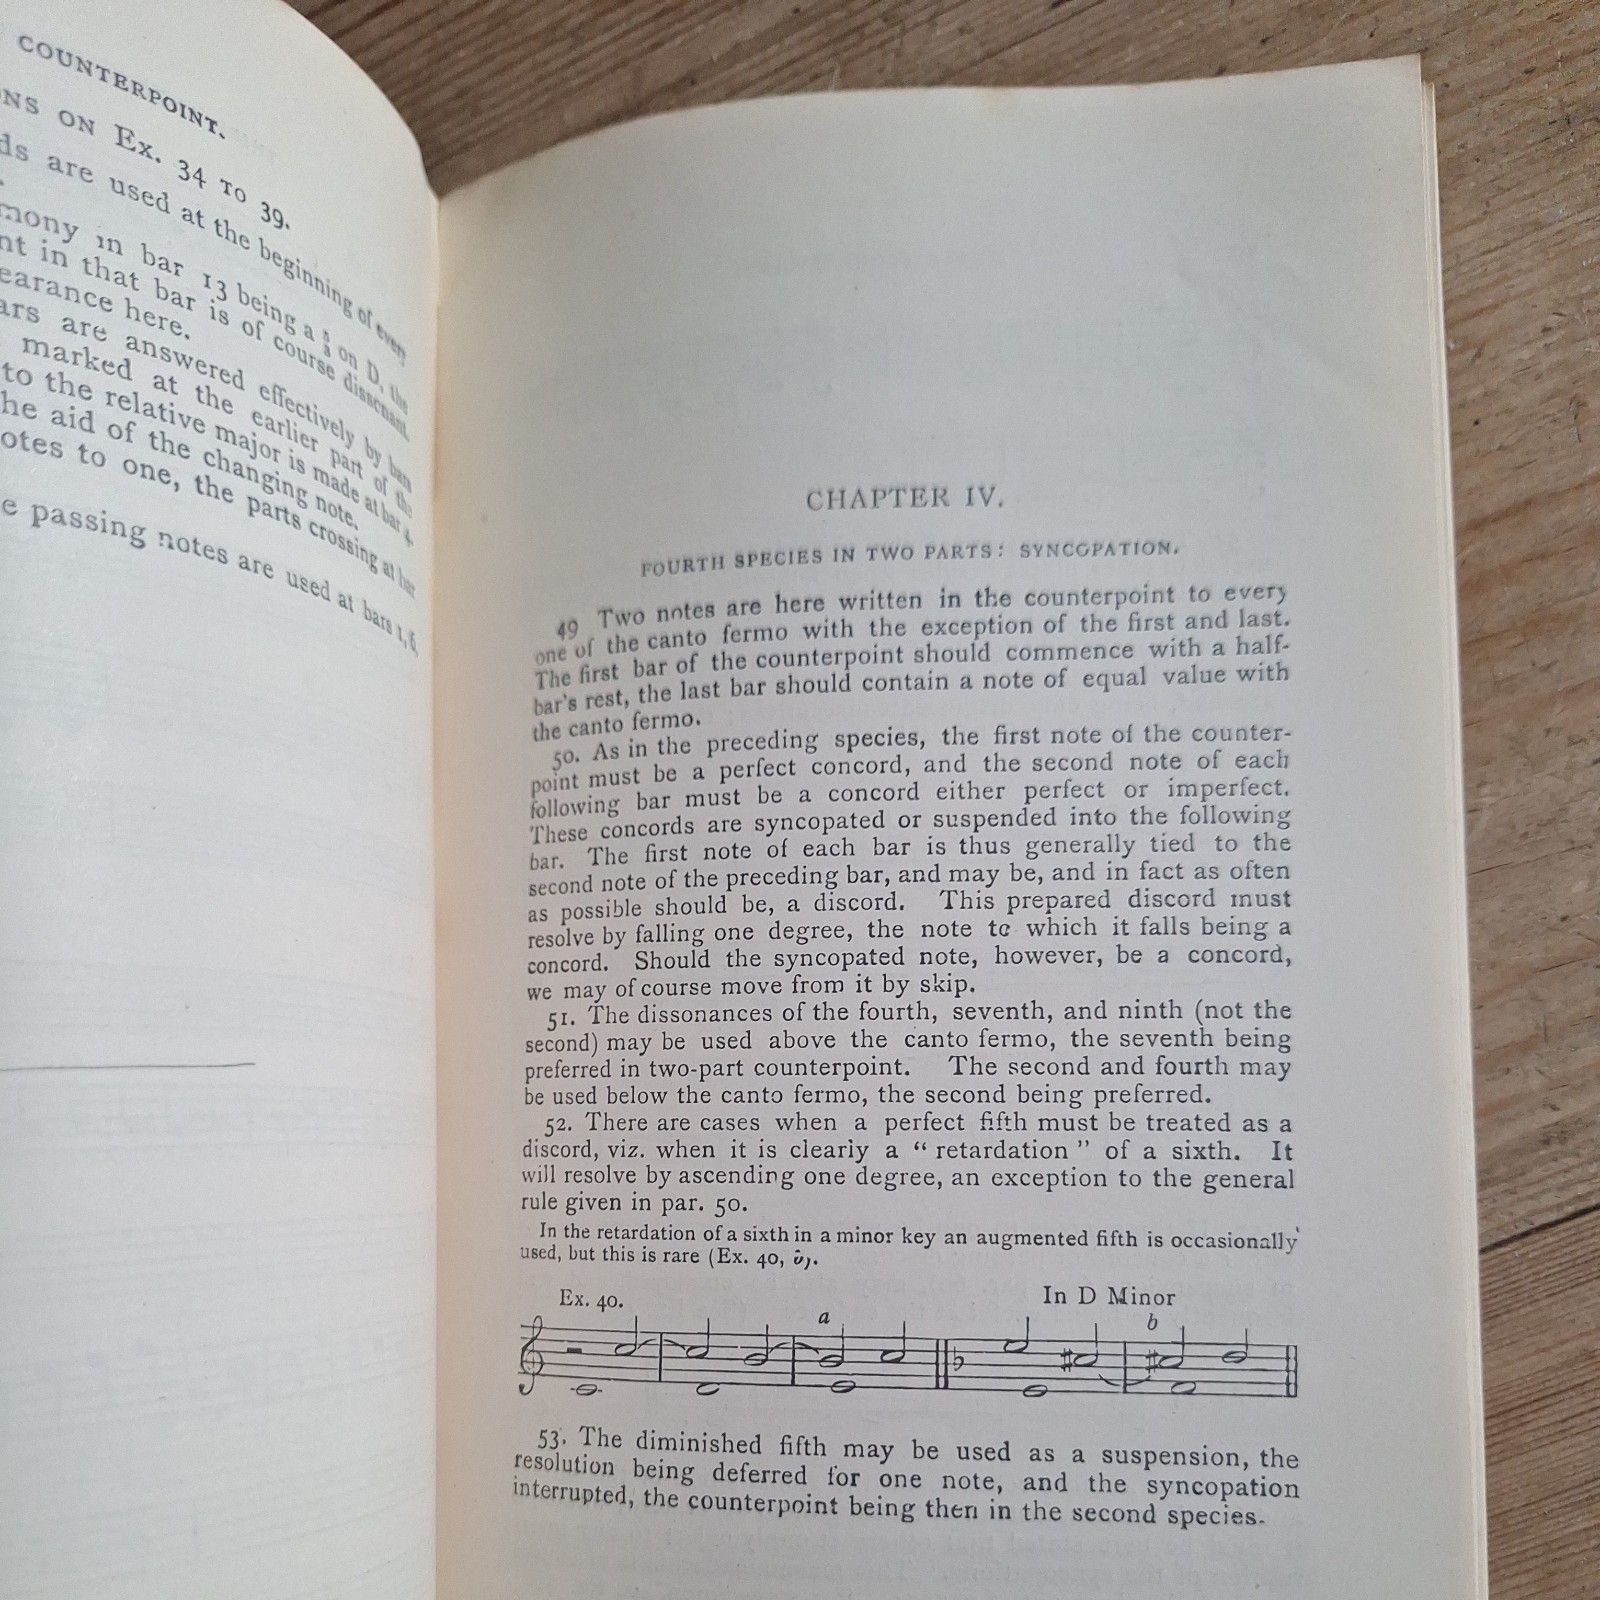 COUNTERPOINT.
ON EX. 34 TO 39.
are used at the beginning of every
in bar 13 being a 5 3 on D, the
in that bar is of course dissonant.
here.
are answered effectively by bars
marked at the earlier part of the
to the relative major is made at bar 4.
aid of the changing note.
to one, the parts crossing at bar
passing notes are used at bars 1, 6,
CHAPTER IV.
FOURTH SPECIES IN TWO PARTS: SYNCOPATION.
49 Two notes are here written in the counterpoint to every
one of the canto fermo with the exception of the first and last.
The first bar of the counterpoint should commence with a half-
bar's rest, the last bar should contain a note of equal value with
the canto fermo.
50. As in the preceding species, the first note of the counter-
point must be a perfect concord, and the second note of each
following bar must be a concord either perfect or imperfect.
These concords are syncopated or suspended into the following
bar. The first note of each bar is thus generally tied to the
second note of the preceding bar, and may be, and in fact as often
as possible should be, a discord. This prepared discord must
resolve by falling one degree, the note to which it falls being a
concord. Should the syncopated note, however, be a concord,
we may of course move from it by skip.
51. The dissonances of the fourth, seventh, and ninth (not the
second) may be used above the canto fermo, the seventh being
preferred in two-part counterpoint. The second and fourth may
be used below the canto fermo, the second being preferred.
52. There are cases when a perfect fifth must be treated as a
discord, viz. when it is clearly a “retardation” of a sixth. It
will resolve by ascending one degree, an exception to the general
rule given in par. 50.
In the retardation of a sixth in a minor key an augmented fifth is occasionally
used, but this is rare (Ex. 40, b).
Ex. 40.
a
In D Minor
b
53. The diminished fifth may be used as a suspension, the
resolution being deferred for one note, and the syncopation
interrupted, the counterpoint being then in the second species.